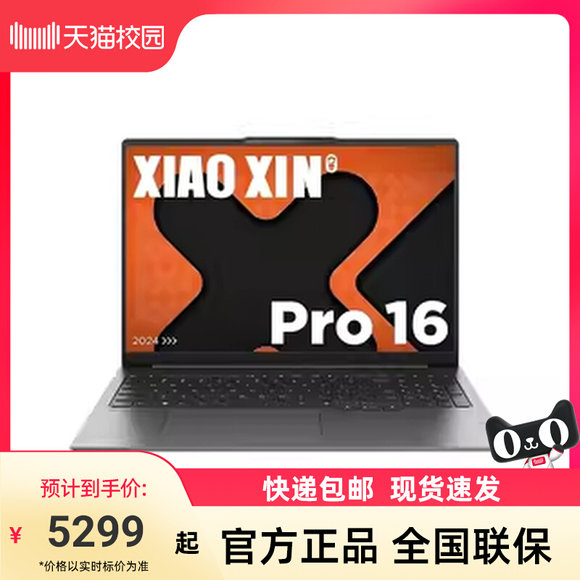 天猫校园
XIAO XIN
Pro 16
2024 >>>
快递包邮 现货速发
预计到手价:
¥ 5299 起
*价格以实时标价为准
官方正品 全国联保